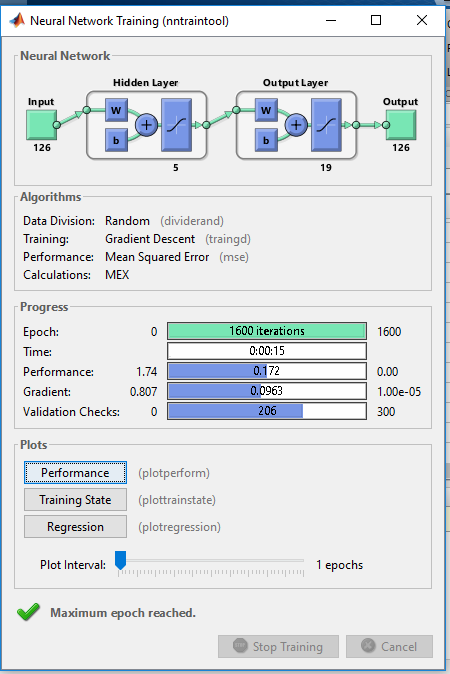 Neural Network Training (nntraintool)
Neural Network
Hidden Layer Output Layer
Input Output
W W
b b
+ +
126 126
5 19
Algorithms
Data Division: Random (dividerand)
Training: Gradient Descent (traingd)
Performance: Mean Squared Error (mse)
Calculations: MEX
Progress
Epoch: 0 1600 iterations 1600
Time: 0:00:15
Performance: 1.74 0.172 0.00
Gradient: 0.807 0.0963 1.00e-05
Validation Checks: 0 206 300
Plots
Performance (plotperform)
Training State (plottrainstate)
Regression (plotregression)
Plot Interval: 1 epochs
Maximum epoch reached.
Stop Training Cancel